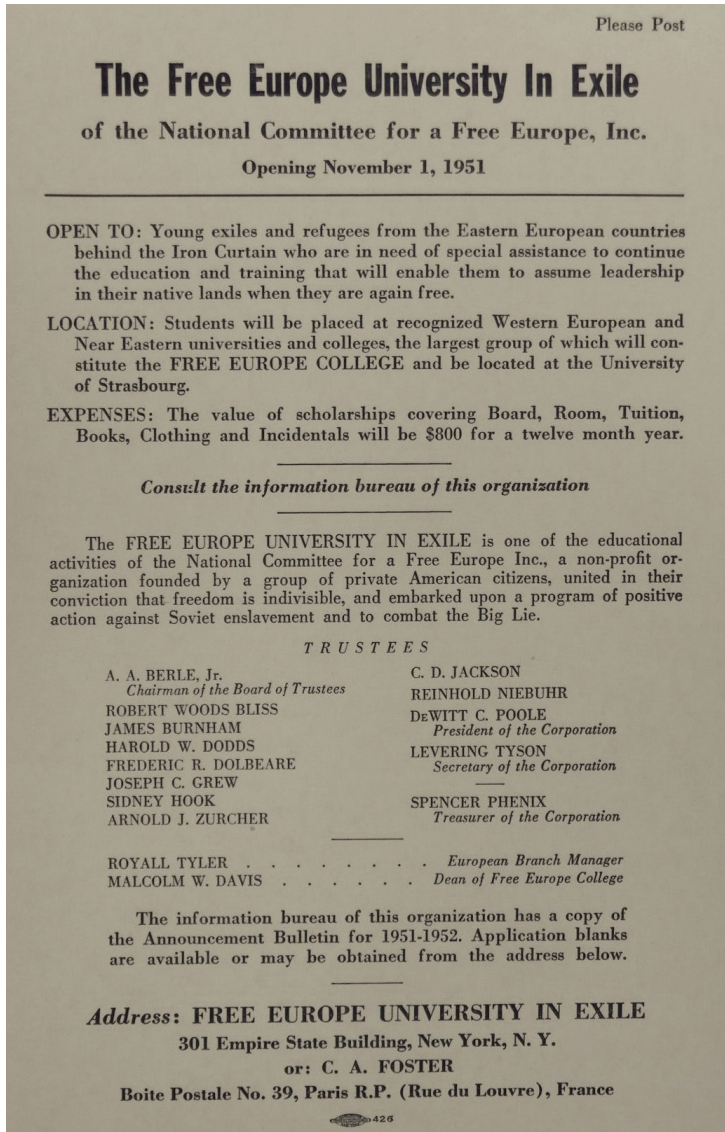 Please Post
The Free Europe University In Exile
of the National Committee for a Free Europe, Inc.
Opening November 1, 1951
OPEN TO: Young exiles and refugees from the Eastern European countries
behind the Iron Curtain who are in need of special assistance to continue
the education and training that will enable them to assume leadership
in their native lands when they are again free.
LOCATION: Students will be placed at recognized Western European and
Near Eastern universities and colleges, the largest group of which will con-
stitute the FREE EUROPE COLLEGE and be located at the University
of Strasbourg.
EXPENSES: The value of scholarships covering Board, Room, Tuition,
Books, Clothing and Incidentals will be $800 for a twelve month year.
Consult the information bureau of this organization
The FREE EUROPE UNIVERSITY IN EXILE is one of the educational
activities of the National Committee for a Free Europe Inc., a non-profit or-
ganization founded by a group of private American citizens, united in their
conviction that freedom is indivisible, and embarked upon a program of positive
action against Soviet enslavement and to combat the Big Lie.
TRUSTEES
A. A. BERLE, Jr.
Chairman of the Board of Trustees
ROBERT WOODS BLISS
JAMES BURNHAM
HAROLD W. DODDS
FREDERIC R. DOLBEARE
JOSEPH C. GREW
SIDNEY HOOK
ARNOLD J. ZURCHER
C. D. JACKSON
REINHOLD NIEBUHR
DeWITT C. POOLE
President of the Corporation
LEVERING TYSON
Secretary of the Corporation
SPENCER PHENIX
Treasurer of the Corporation
ROYALL TYLER . . . . . . . . European Branch Manager
MALCOLM W. DAVIS . . . . . . Dean of Free Europe College
The information bureau of this organization has a copy of
the Announcement Bulletin for 1951-1952. Application blanks
are available or may be obtained from the address below.
Address: FREE EUROPE UNIVERSITY IN EXILE
301 Empire State Building, New York, N. Y.
or: C. A. FOSTER
Boite Postale No. 39, Paris R.P. (Rue du Louvre), France
426